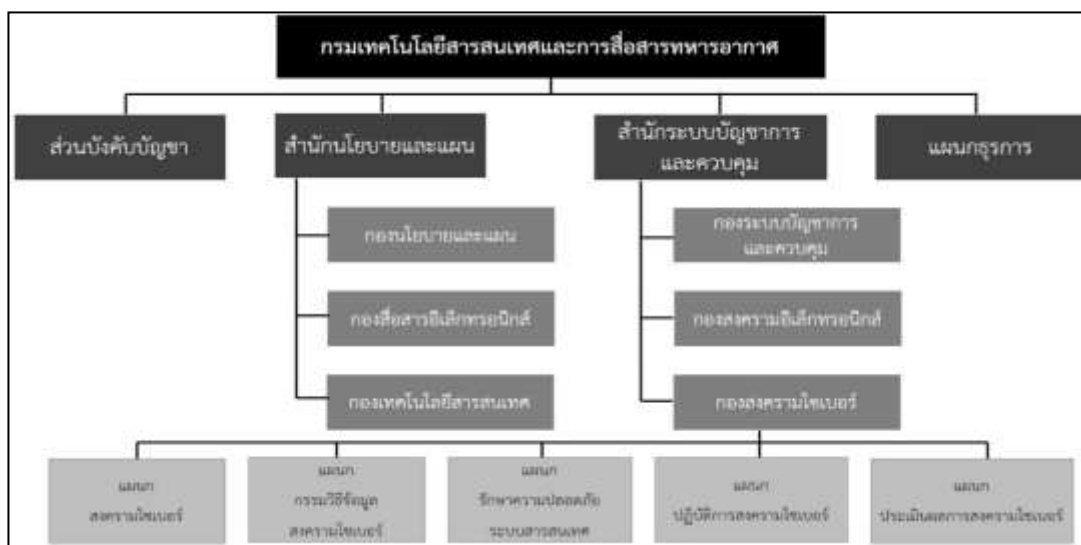 กรมเทคโนโลยีสารสนเทศและการสื่อสารทหารอากาศ
ส่วนบังคับบัญชา
สำนักนโยบายและแผน
สำนักระบบบัญชาการ
และควบคุม
แผนกธุรการ
กองนโยบายและแผน
กองระบบบัญชาการ
และควบคุม
กองสื่อสารอิเล็กทรอนิกส์
กองสงครามอิเล็กทรอนิกส์
กองเทคโนโลยีสารสนเทศ
กองสงครามไซเบอร์
แผนก
สงครามไซเบอร์
แผนก
กรรมวิธีข้อมูล
สงครามไซเบอร์
แผนก
รักษาความปลอดภัย
ระบบสารสนเทศ
แผนก
ปฏิบัติการสงครามไซเบอร์
แผนก
ประเมินผลการสงครามไซเบอร์